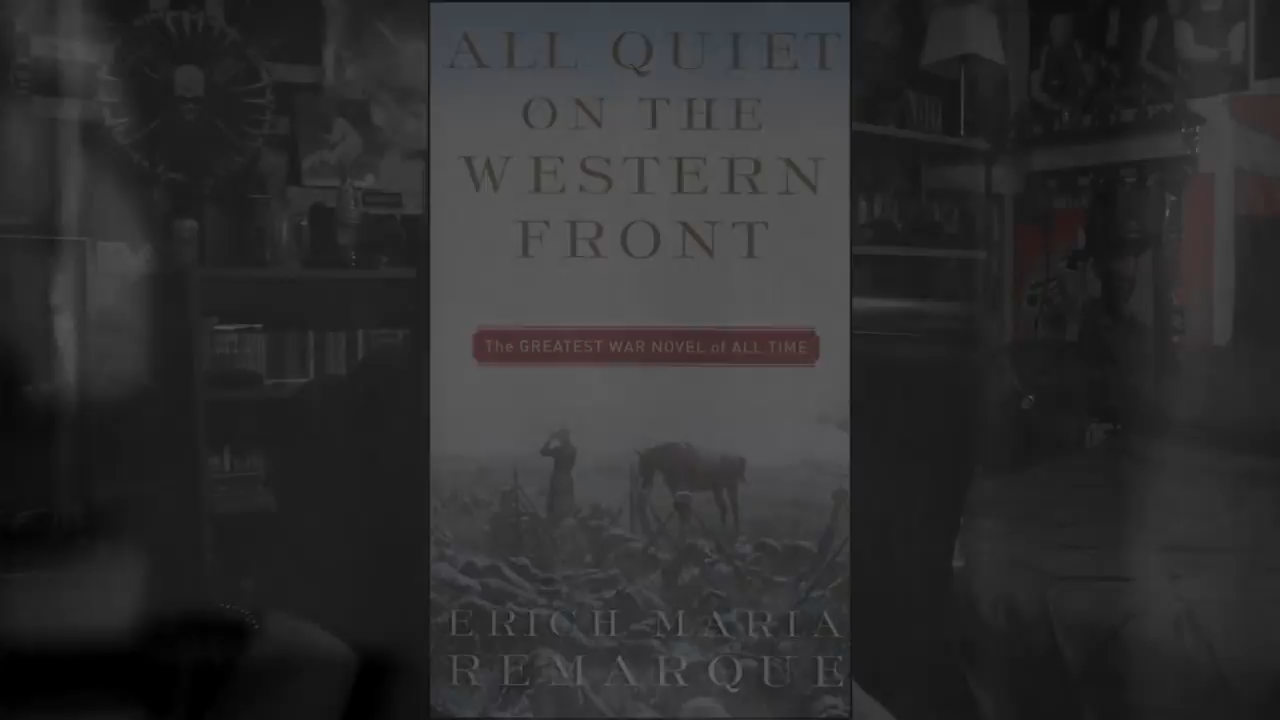 ALL QUIET
ON THE
WESTERN
FRONT
The GREATEST WAR NOVEL of ALL TIME
ERICH MARIA
REMARQUE